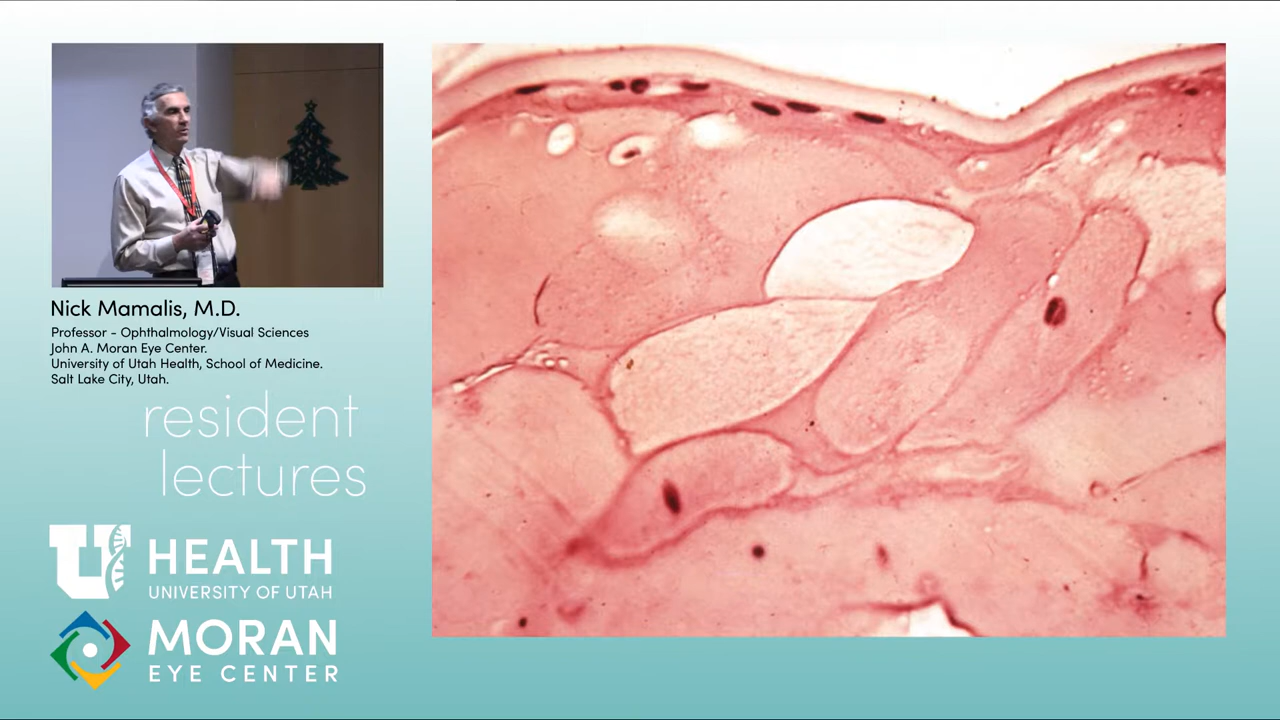 Nick Mamalis, M.D.
Professor - Ophthalmology/Visual Sciences
John A. Moran Eye Center.
University of Utah Health, School of Medicine.
Salt Lake City, Utah.
resident
lectures
U HEALTH
UNIVERSITY OF UTAH
MORAN
EYE CENTER